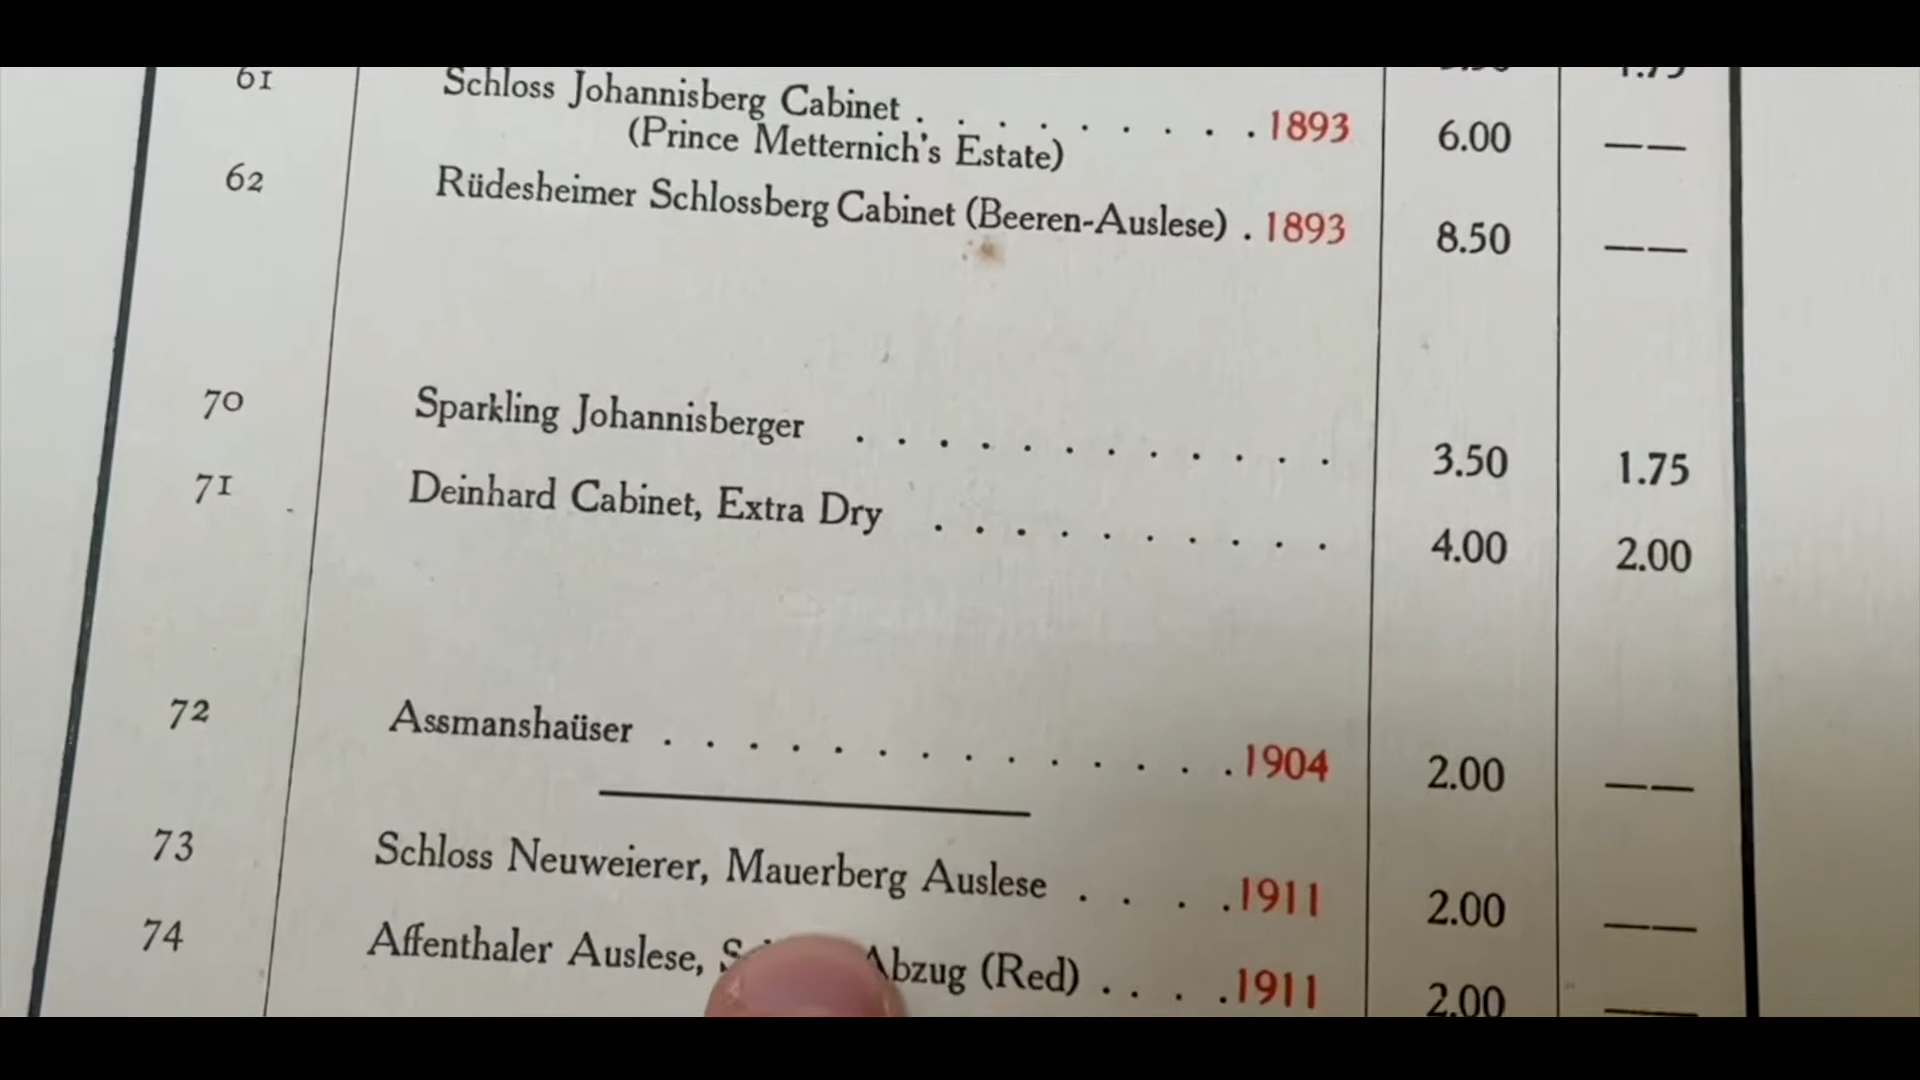 61 Schloss Johannisberg Cabinet . . . . . . . . . 1893 6.00 ——
(Prince Metternich's Estate)
62 Rüdesheimer Schlossberg Cabinet (Beeren-Auslese) . 1893 8.50 ——
70 Sparkling Johannisberger . . . . . . . . . . . . 3.50 1.75
71 Deinhard Cabinet, Extra Dry . . . . . . . . . . 4.00 2.00
72 Assmanshaüser . . . . . . . . . . . . . . 1904 2.00 ——
73 Schloss Neuweierer, Mauerberg Auslese . . . . 1911 2.00 ——
74 Affenthaler Auslese, Abzug (Red) . . . . 1911 2.00 ——